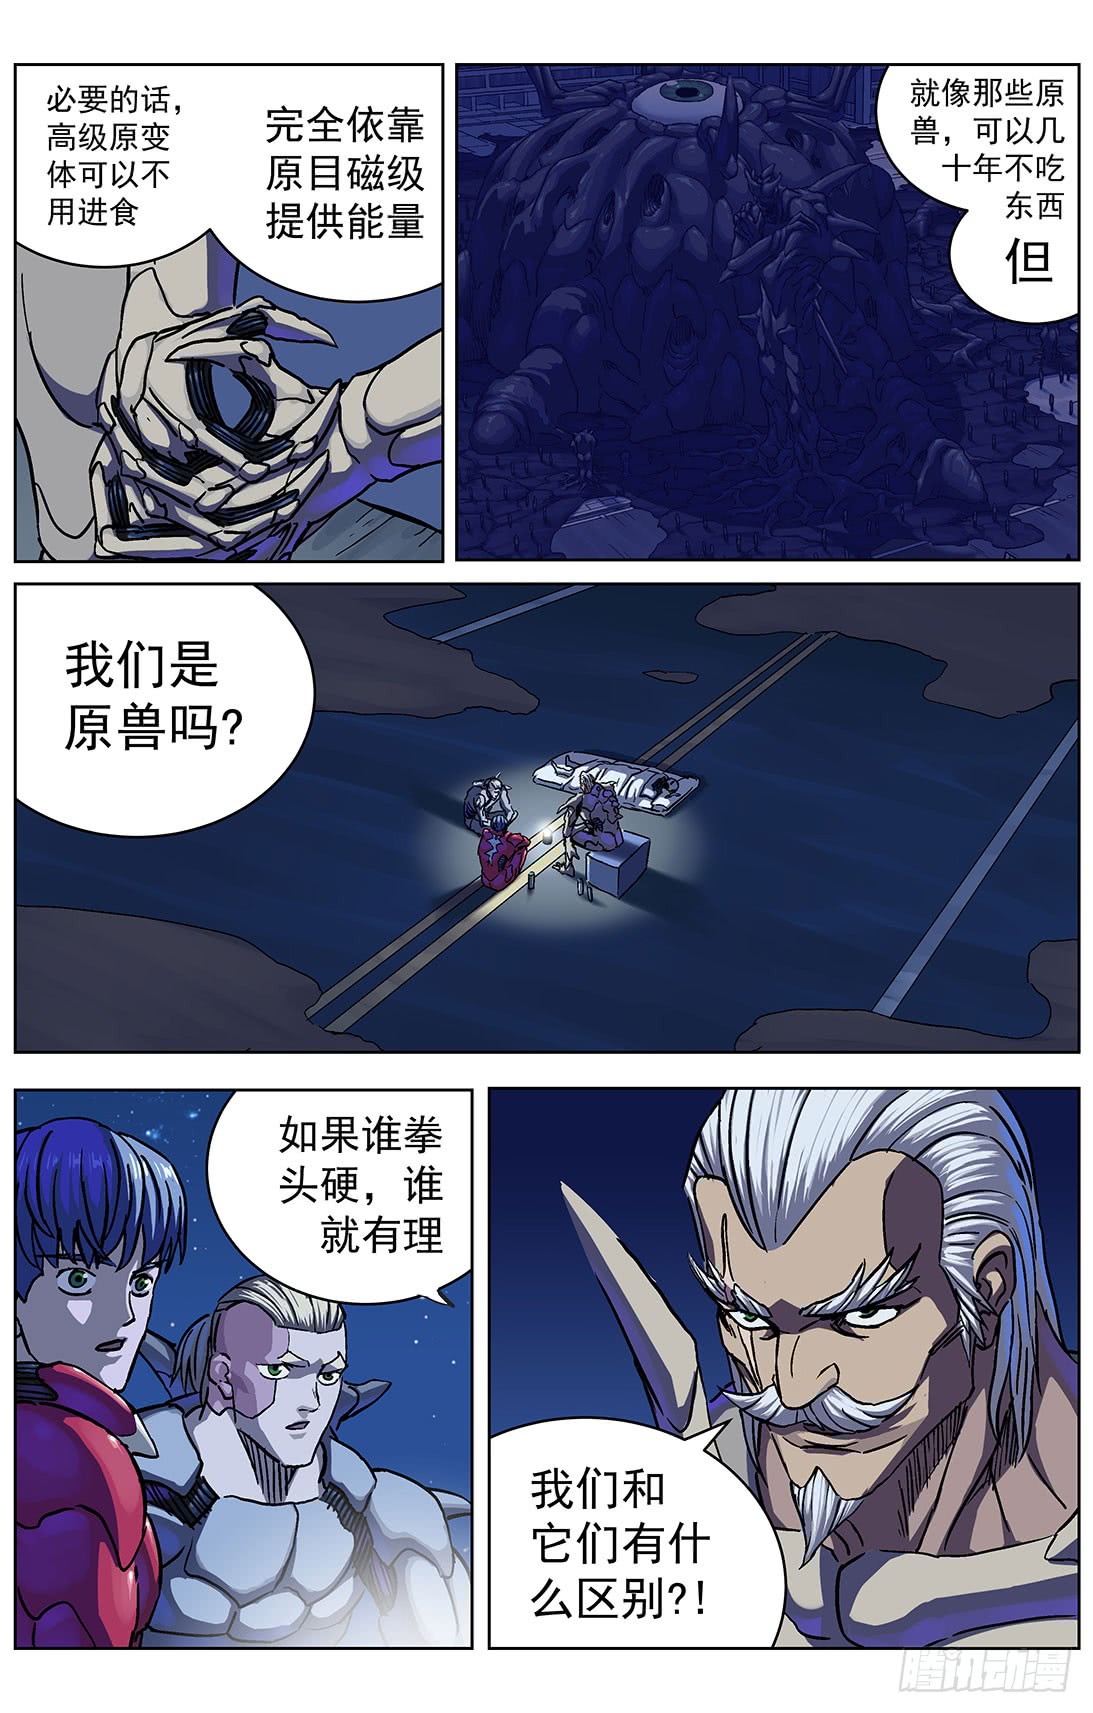 必要的话，
高级原变
体可以不
用进食
完全依靠
原目磁级
提供能量
就像那些原
兽，可以几
十年不吃
东西
但
我们是
原兽吗?
如果谁拳
头硬，谁
就有理
我们和
它们有什
么区别?!
腾讯动漫